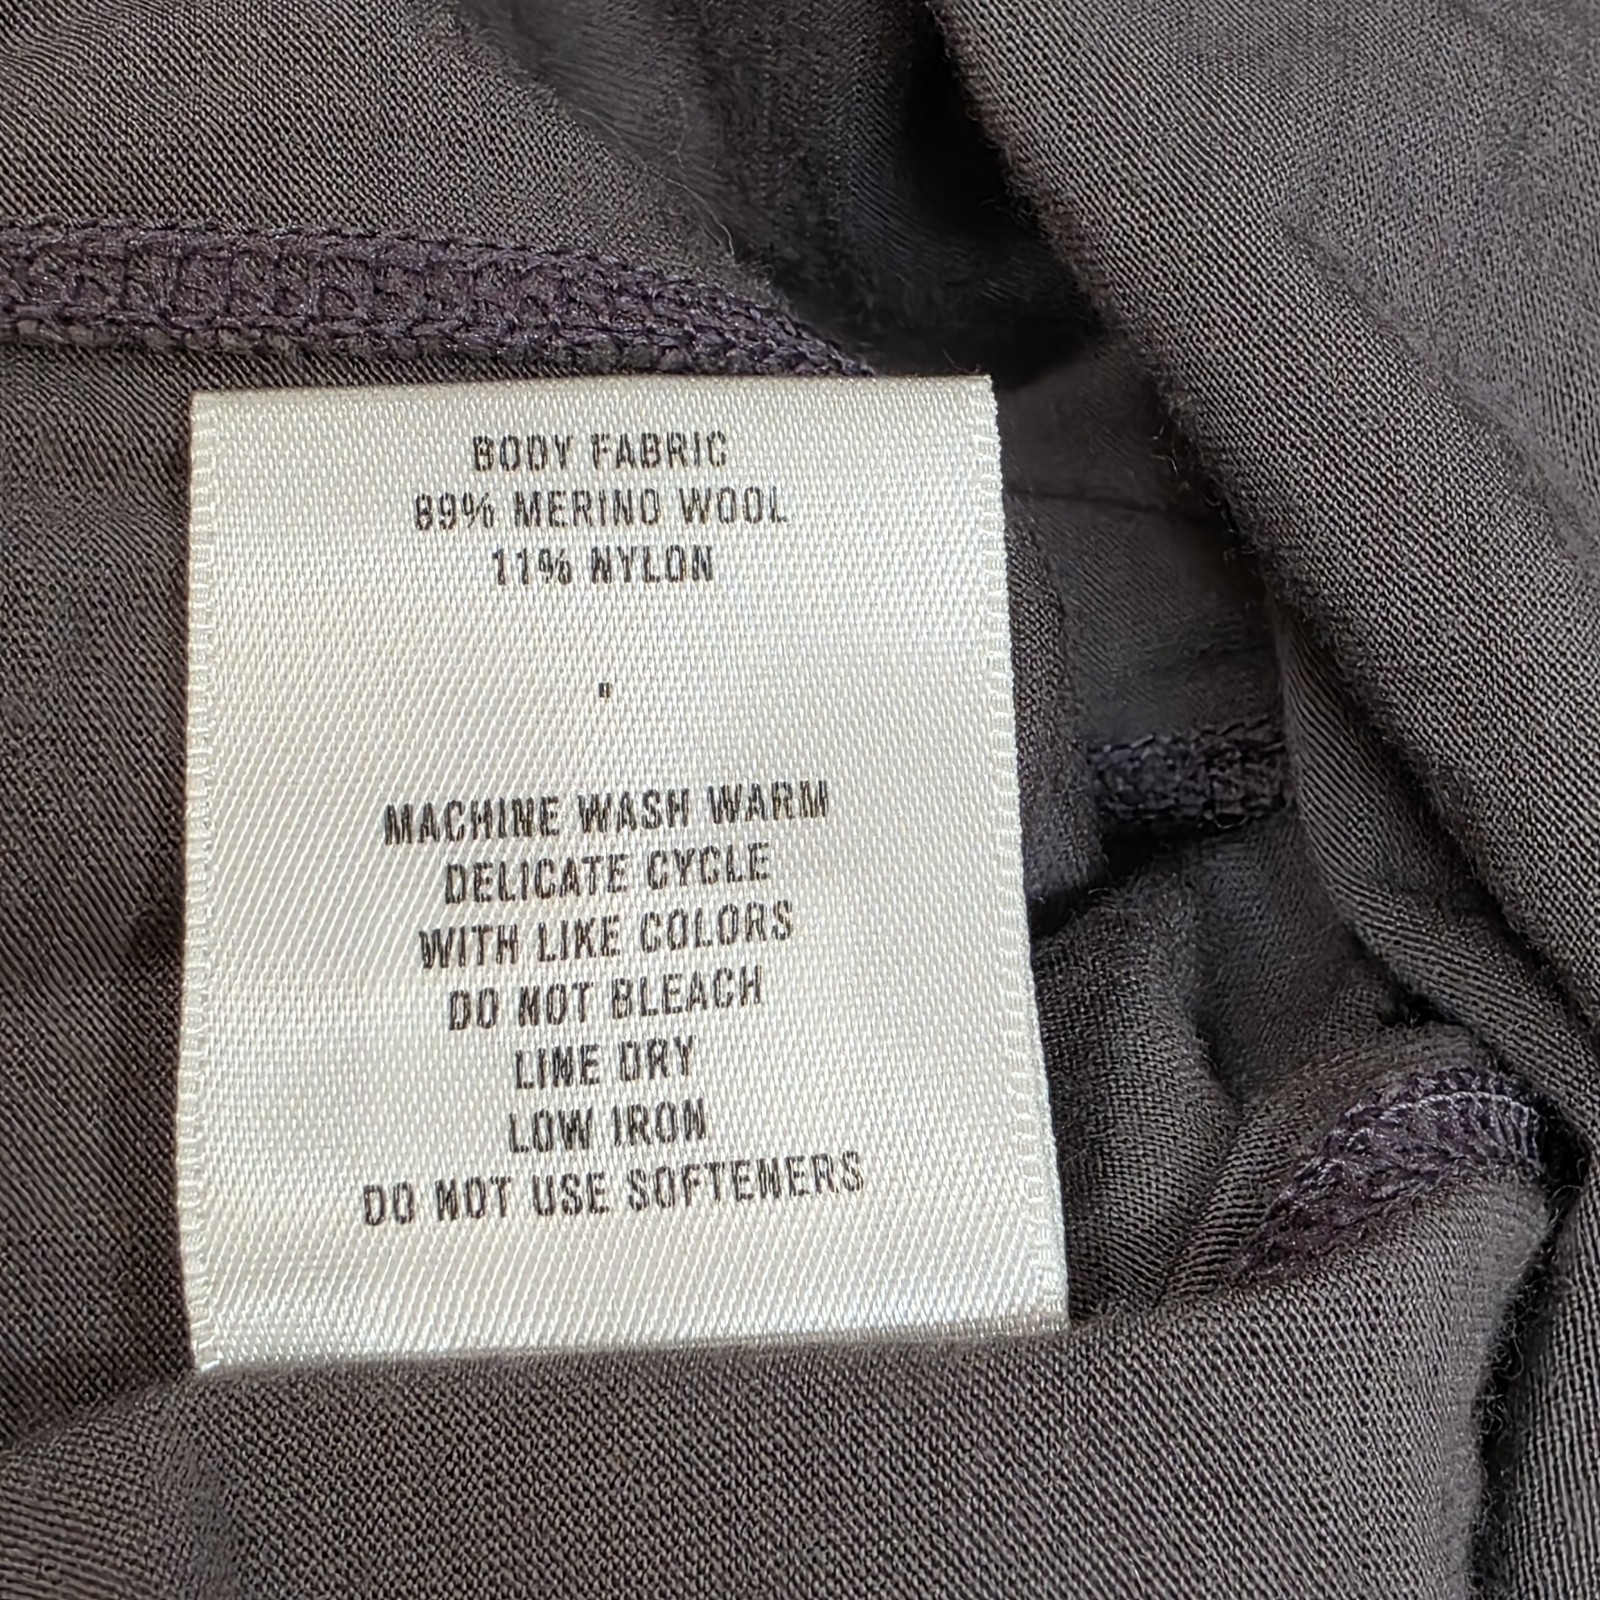 BODY FABRIC
89% MERINO WOOL
11% NYLON
MACHINE WASH WARM
DELICATE CYCLE
WITH LIKE COLORS
DO NOT BLEACH
LINE DRY
LOW IRON
DO NOT USE SOFTENERS